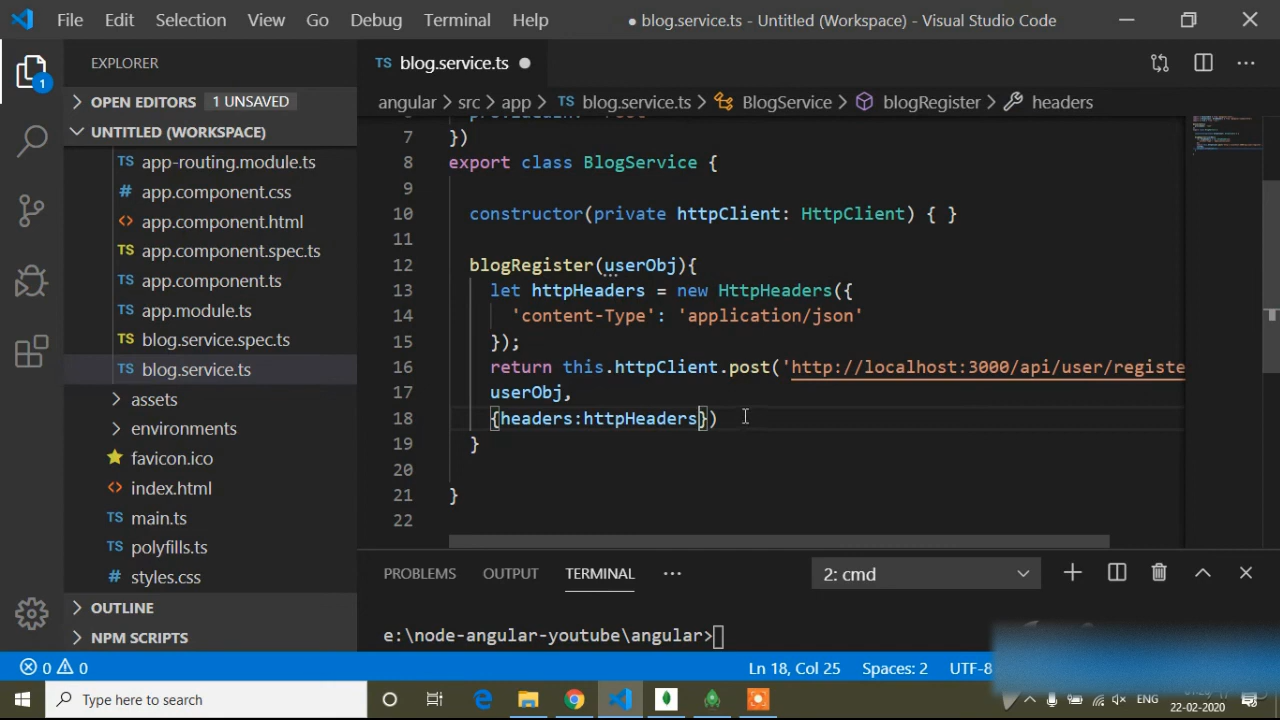 File Edit Selection View Go Debug Terminal Help
● blog.service.ts - Untitled (Workspace) - Visual Studio Code
EXPLORER
OPEN EDITORS 1 UNSAVED
UNTITLED (WORKSPACE)
TS app-routing.module.ts
# app.component.css
<> app.component.html
TS app.component.spec.ts
TS app.component.ts
TS app.module.ts
TS blog.service.spec.ts
TS blog.service.ts
assets
environments
favicon.ico
<> index.html
TS main.ts
TS polyfills.ts
TS styles.css
OUTLINE
NPM SCRIPTS
1
TS blog.service.ts
angular > src > app > TS blog.service.ts > BlogService > blogRegister > headers
7 })
8 export class BlogService {
9
10 constructor(private httpClient: HttpClient) { }
11
12 blogRegister(userObj){
13 let httpHeaders = new HttpHeaders({
14 'content-Type': 'application/json'
15 });
16 return this.httpClient.post('http://localhost:3000/api/user/registe
17 userObj,
18 {headers:httpHeaders})
19 }
20
21 }
22
PROBLEMS OUTPUT TERMINAL ··· 2: cmd
e:\node-angular-youtube\angular>
0 0 Ln 18, Col 25 Spaces: 2 UTF-8
Type here to search
ENG
22-02-2020